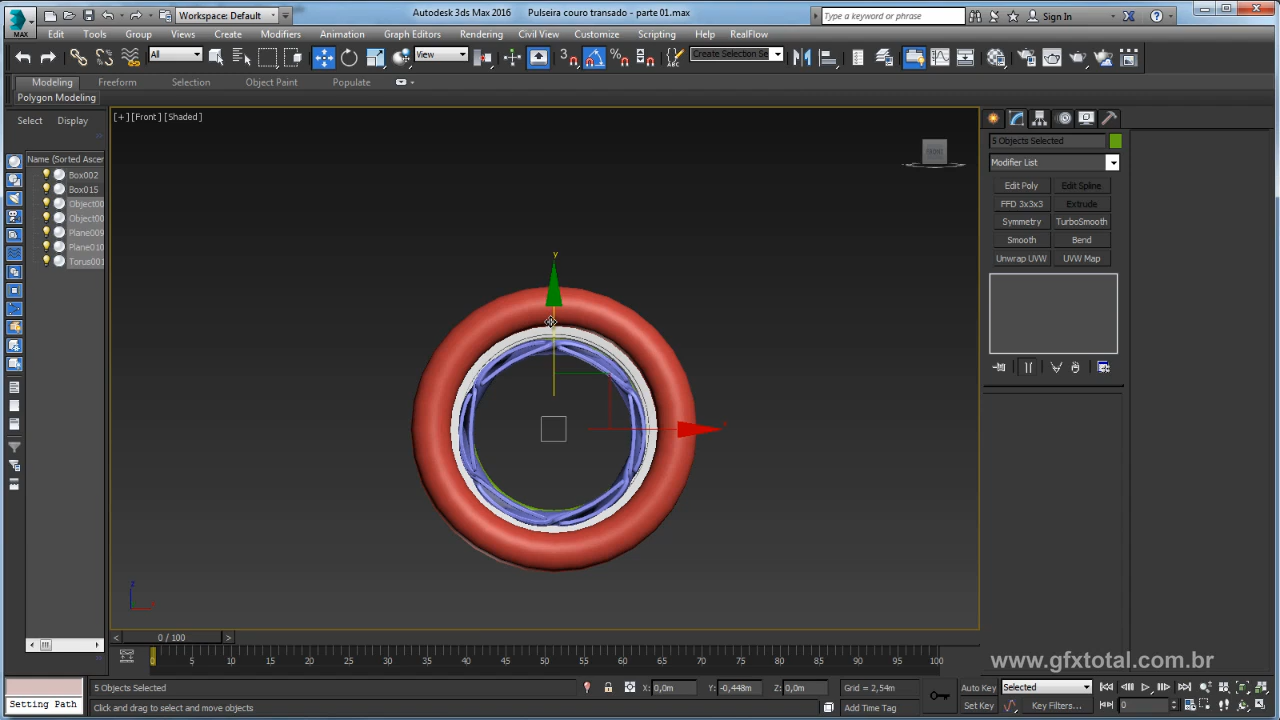 Workspace: Default
Autodesk 3ds Max 2016
Pulseira couro transado - parte 01.max
Type a keyword or phrase
Sign In
MAX
Edit Tools Group Views Create Modifiers Animation Graph Editors Rendering Civil View Customize Scripting Help RealFlow
All
View
3
Create Selection Se
Modeling Freeform Selection Object Paint Populate
Polygon Modeling
Select Display
[+] [Front] [Shaded]
Name (Sorted Ascen
Box002
Box015
Object00
Object00
Plane009
Plane010
Torus001
FRONT
5 Objects Selected
Modifier List
Edit Poly Edit Spline
FFD 3x3x3 Extrude
Symmetry TurboSmooth
Smooth Bend
Unwrap UVW UVW Map
y
x
z
0 / 100
0 5 10 15 20 25 30 35 40 45 50 55 60 65 70 75 80 85 90 95 100
www.gfxtotal.com.br
5 Objects Selected
X: 0,0m Y: -0,448m Z: 0,0m Grid = 2,54m
Auto Key Selected
Setting Path
Click and drag to select and move objects
Add Time Tag
Set Key Key Filters...
0